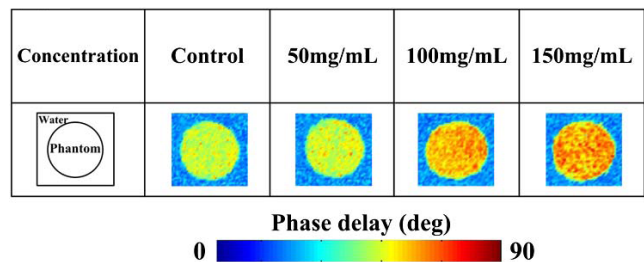 Concentration Control 50mg/mL 100mg/mL 150mg/mL
Water
Phantom
Phase delay (deg)
0 90